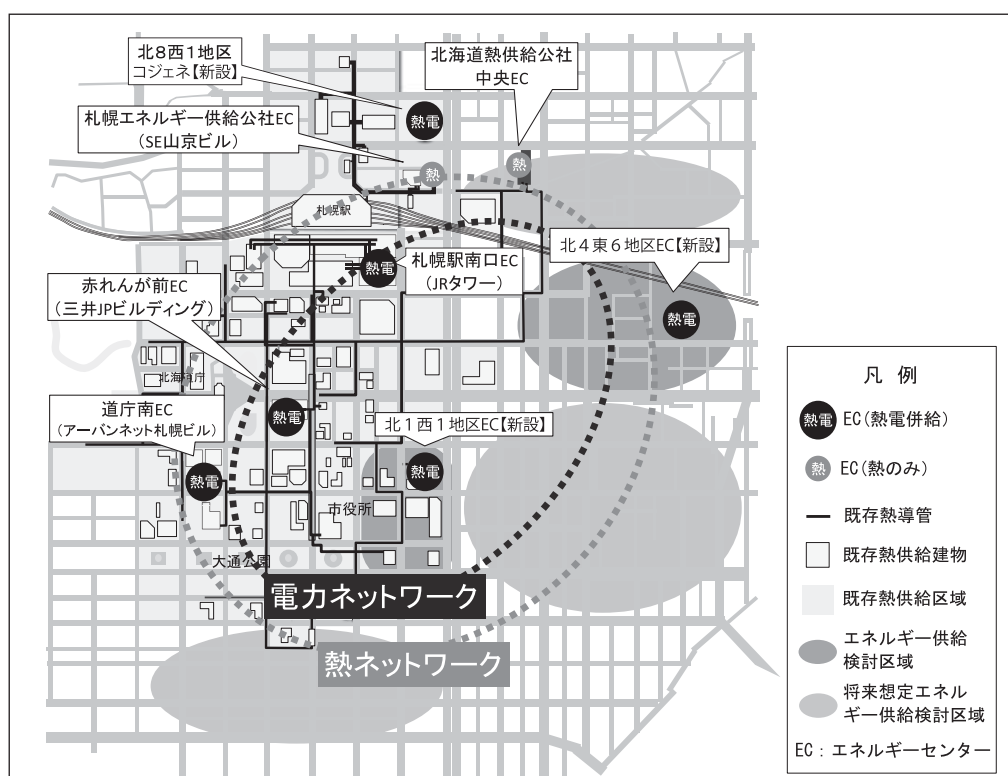 北8西1地区
コジェネ【新設】
熱電
北海道熱供給公社
中央EC
札幌エネルギー供給公社EC
(SE山京ビル)
熱
熱
札幌駅
北4東6地区EC【新設】
熱電
札幌駅南口EC
(JRタワー)
熱電
赤れんが前EC
(三井JPビルディング)
北海道庁
道庁南EC
(アーバンネット札幌ビル)
熱電
北1西1地区EC【新設】
熱電
熱電
市役所
大通公園
電力ネットワーク
熱ネットワーク
凡 例
熱電 EC(熱電併給)
熱 EC(熱のみ)
既存熱導管
既存熱供給建物
既存熱供給区域
エネルギー供給
検討区域
将来想定エネル
ギー供給検討区域
EC:エネルギーセンター